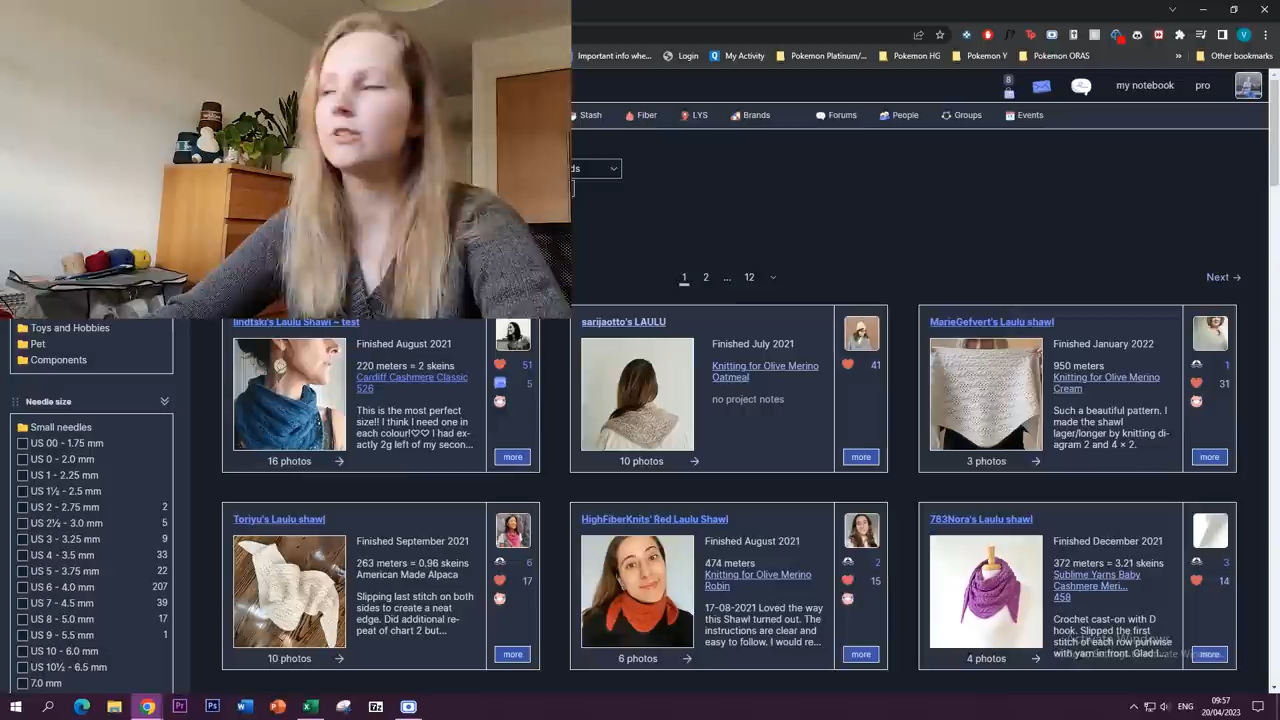 Important info whe...
Login
My Activity
Pokemon Platinum/...
Pokemon HG
Pokemon Y
Pokemon ORAS
»
Other bookmarks
8
my notebook
pro
Stash
Fiber
LYS
Brands
Forums
People
Groups
Events
ds
1
2
...
12
Next →
Toys and Hobbies
Pet
Components
Needle size
Small needles
US 00 - 1.75 mm
US 0 - 2.0 mm
US 1 - 2.25 mm
US 1½ - 2.5 mm
US 2 - 2.75 mm 2
US 2½ - 3.0 mm 5
US 3 - 3.25 mm 9
US 4 - 3.5 mm 33
US 5 - 3.75 mm 22
US 6 - 4.0 mm 207
US 7 - 4.5 mm 39
US 8 - 5.0 mm 17
US 9 - 5.5 mm 1
US 10 - 6.0 mm
US 10½ - 6.5 mm
7.0 mm
lindtski's Laulu Shawl ~ test
Finished August 2021
220 meters = 2 skeins
Cardiff Cashmere Classic
526
This is the most perfect
size!! I think I need one in
each colour!♡♡ I had ex-
actly 2g left of my secon...
51
5
16 photos →
more
sarijaotto's LAULU
Finished July 2021
Knitting for Olive Merino
Oatmeal
no project notes
41
10 photos →
more
MarieGefvert's Laulu shawl
Finished January 2022
950 meters
Knitting for Olive Merino
Cream
Such a beautiful pattern. I
made the shawl
lager/longer by knitting di-
agram 2 and 4 × 2.
1
31
3 photos →
more
Toriyu's Laulu shawl
Finished September 2021
263 meters = 0.96 skeins
American Made Alpaca
Slipping last stitch on both
sides to create a neat
edge. Did additional re-
peat of chart 2 but...
6
17
10 photos →
more
HighFiberKnits' Red Laulu Shawl
Finished August 2021
474 meters
Knitting for Olive Merino
Robin
17-08-2021 Loved the way
this Shawl turned out. The
instructions are clear and
easy to follow. I would re...
2
15
6 photos →
more
783Nora's Laulu shawl
Finished December 2021
372 meters = 3.21 skeins
Sublime Yarns Baby
Cashmere Meri...
458
Crochet cast-on with D
hook. Slipped the first
stitch of each row purlwise
with yarn in front. Glad I...
3
14
4 photos →
more
ENG
09:57
20/04/2023